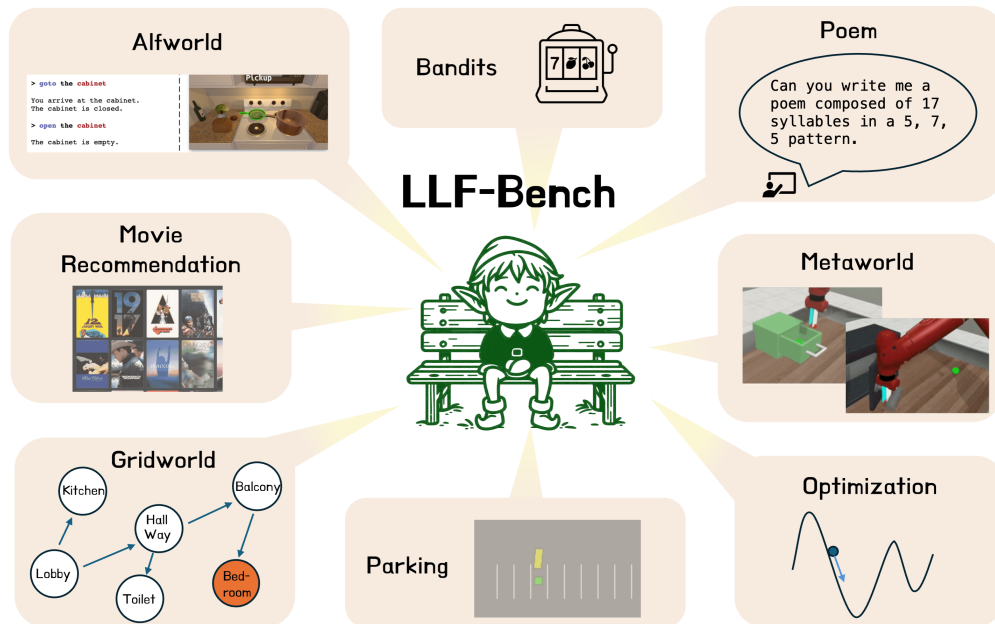 Alfworld
> goto the cabinet
You arrive at the cabinet.
The cabinet is closed.
> open the cabinet
The cabinet is empty.
Pickup
Bandits
7
Poem
Can you write me a
poem composed of 17
syllables in a 5, 7,
5 pattern.
LLF-Bench
Movie
Recommendation
19
17
Metaworld
Gridworld
Kitchen
Balcony
Hall
Way
Lobby
Toilet
Bed-
room
Parking
Optimization